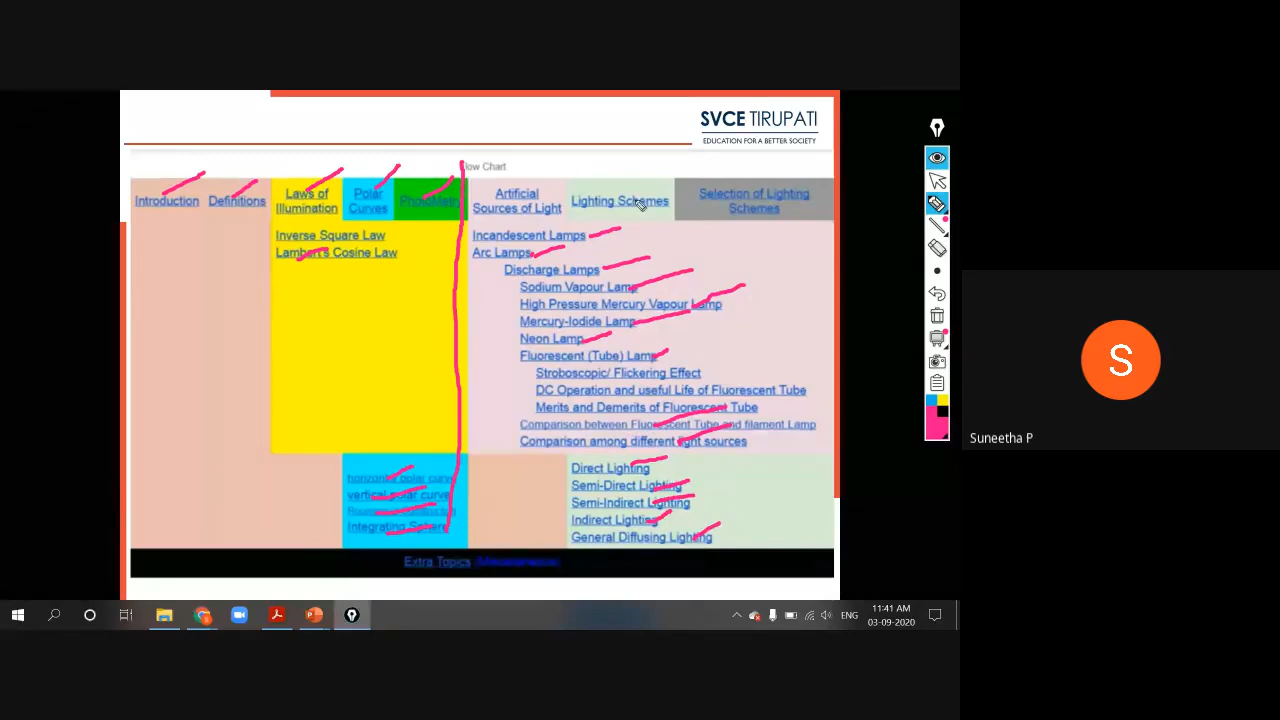 SVCE TIRUPATI
EDUCATION FOR A BETTER SOCIETY
Flow Chart
Introduction
Definitions
Laws of
Illumination
Polar
Curves
Photometry
Artificial
Sources of Light
Lighting Schemes
Selection of Lighting
Schemes
Inverse Square Law
Lambert's Cosine Law
Incandescent Lamps
Arc Lamps
Discharge Lamps
Sodium Vapour Lamp
High Pressure Mercury Vapour Lamp
Mercury-Iodide Lamp
Neon Lamp
Fluorescent (Tube) Lamp
Stroboscopic/ Flickering Effect
DC Operation and useful Life of Fluorescent Tube
Merits and Demerits of Fluorescent Tube
Comparison between Fluorescent Tube and filament Lamp
Comparison among different light sources
horizontal polar curve
vertical polar curve
Integrating Sphere
Direct Lighting
Semi-Direct Lighting
Semi-Indirect Lighting
Indirect Lighting
General Diffusing Lighting
Extra Topics
S
Suneetha P
ENG
11:41 AM
03-09-2020